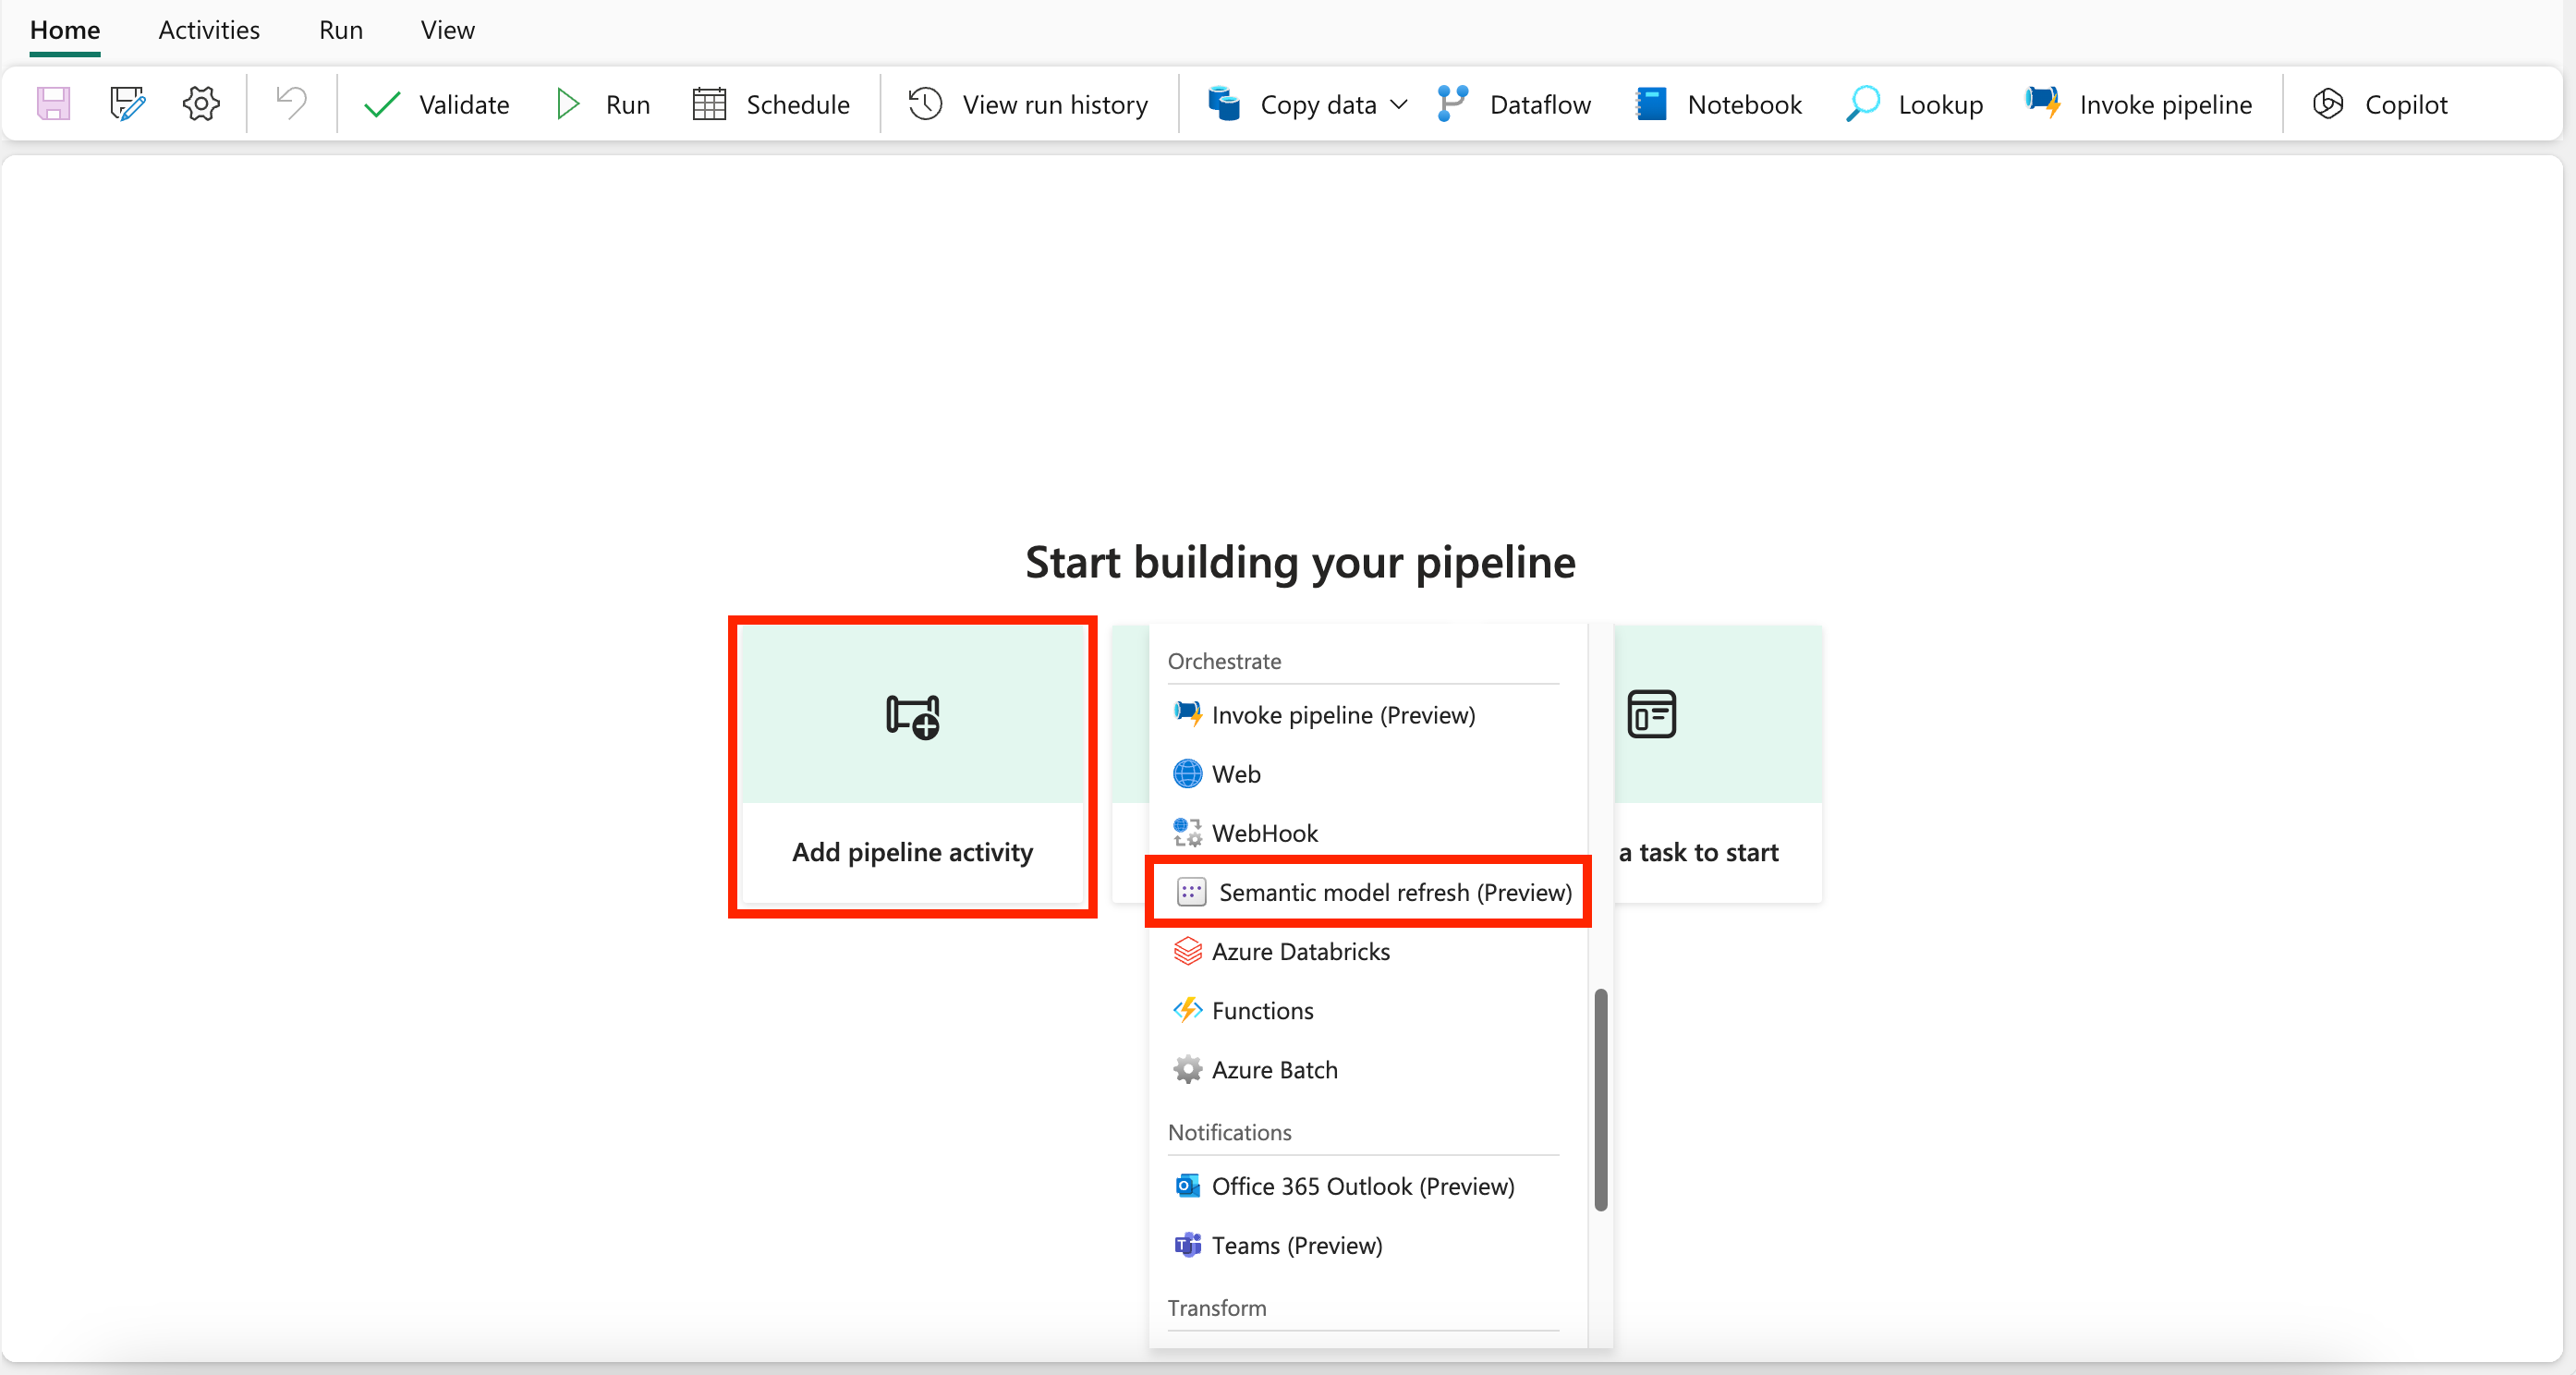 Home Activities Run View
Validate Run Schedule View run history Copy data Dataflow Notebook Lookup Invoke pipeline Copilot
Start building your pipeline
Add pipeline activity
Orchestrate
Invoke pipeline (Preview)
Web
WebHook
Semantic model refresh (Preview)
Azure Databricks
Functions
Azure Batch
Notifications
Office 365 Outlook (Preview)
Teams (Preview)
Transform
a task to start